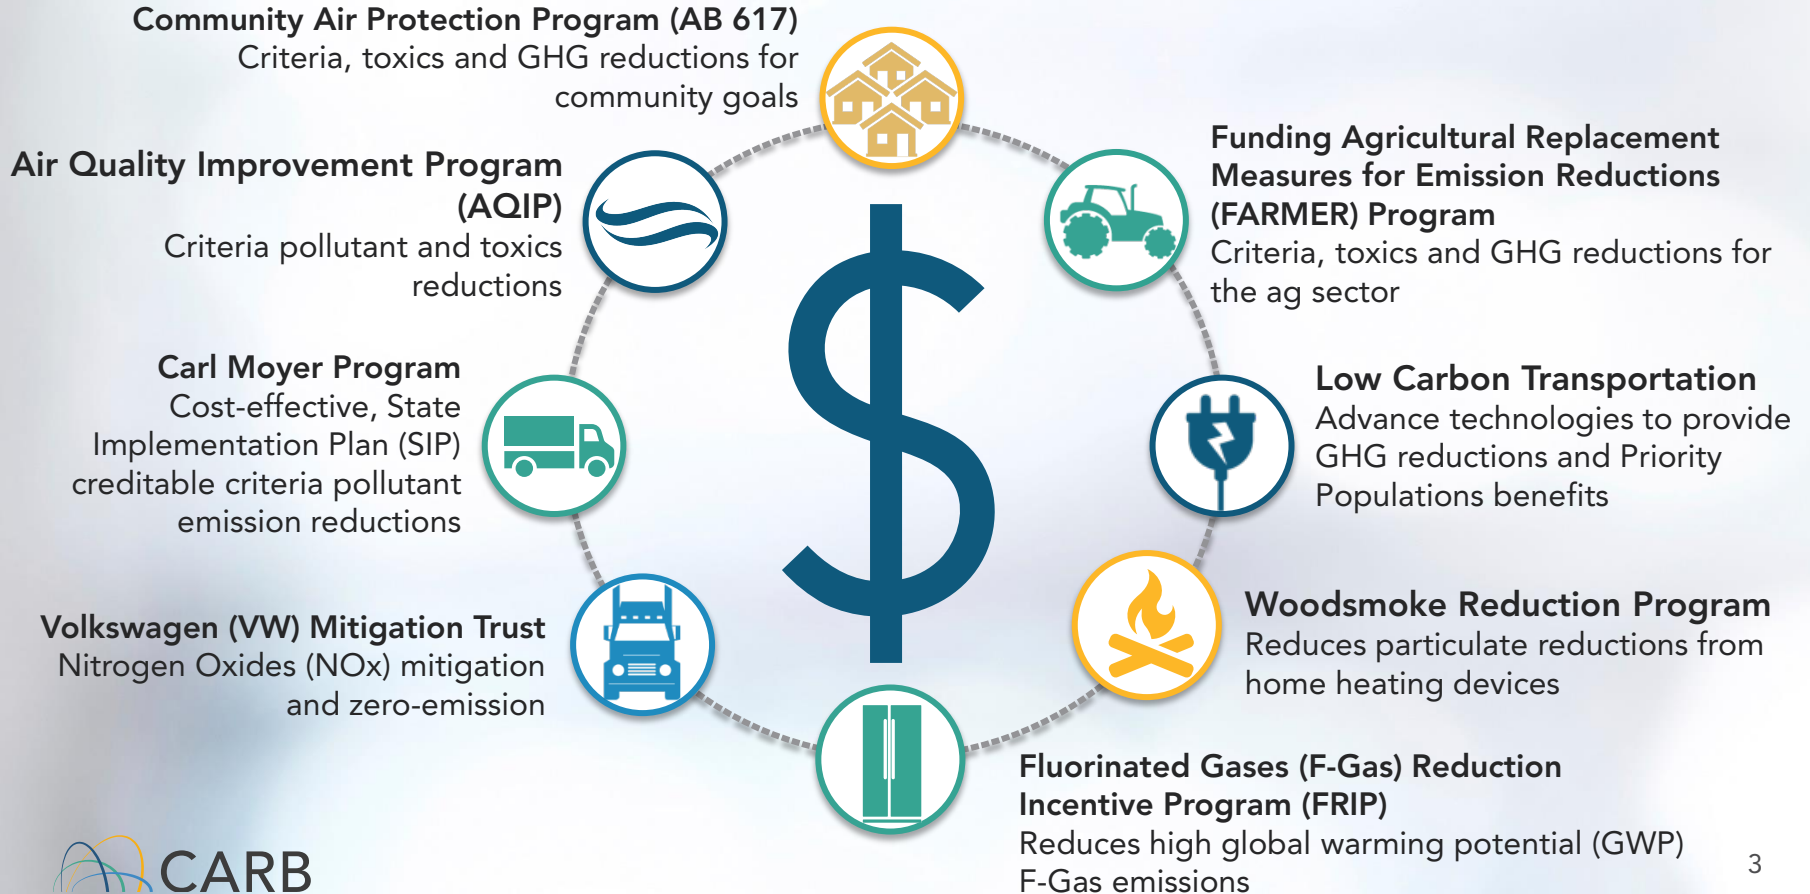 Community Air Protection Program (AB 617)
Criteria, toxics and GHG reductions for
community goals
Funding Agricultural Replacement
Measures for Emission Reductions
(FARMER) Program
Criteria, toxics and GHG reductions for
the ag sector
Low Carbon Transportation
Advance technologies to provide
GHG reductions and Priority
Populations benefits
Woodsmoke Reduction Program
Reduces particulate reductions from
home heating devices
Fluorinated Gases (F-Gas) Reduction
Incentive Program (FRIP)
Reduces high global warming potential (GWP)
F-Gas emissions
Volkswagen (VW) Mitigation Trust
Nitrogen Oxides (NOx) mitigation
and zero-emission
Carl Moyer Program
Cost-effective, State
Implementation Plan (SIP)
creditable criteria pollutant
emission reductions
Air Quality Improvement Program
(AQIP)
Criteria pollutant and toxics
reductions
$
CARB
3